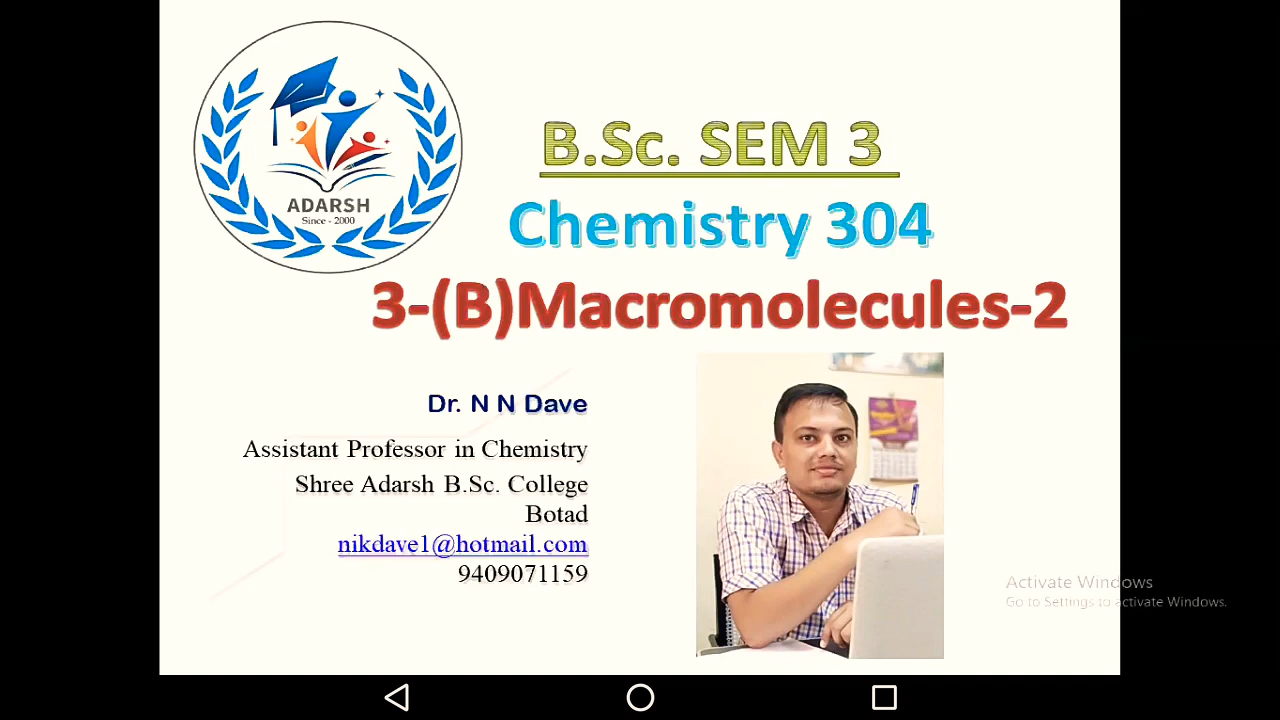 ADARSH
Since - 2000
B.Sc. SEM 3
Chemistry 304
3-(B)Macromolecules-2
Dr. N N Dave
Assistant Professor in Chemistry
Shree Adarsh B.Sc. College
Botad
nikdave1@hotmail.com
9409071159
Activate Windows
Go to Settings to activate Windows.